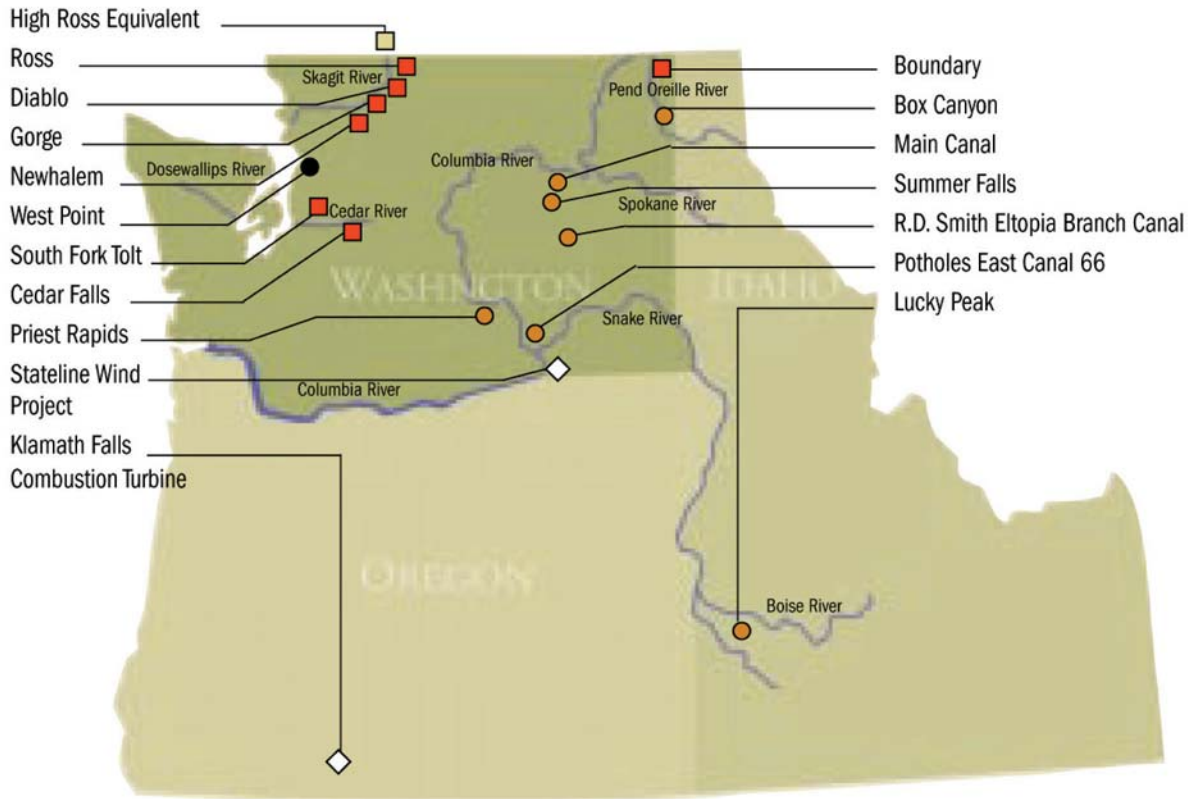 High Ross Equivalent
Ross
Diablo
Gorge
Newhalem
West Point
South Fork Tolt
Cedar Falls
Priest Rapids
Stateline Wind
Project
Klamath Falls
Combustion Turbine
Skagit River
Dosewallips River
Cedar River
Columbia River
Pend Oreille River
Spokane River
WASHINGTON
IDAHO
Snake River
Columbia River
OREGON
Boise River
Boundary
Box Canyon
Main Canal
Summer Falls
R.D. Smith Eltopia Branch Canal
Potholes East Canal 66
Lucky Peak